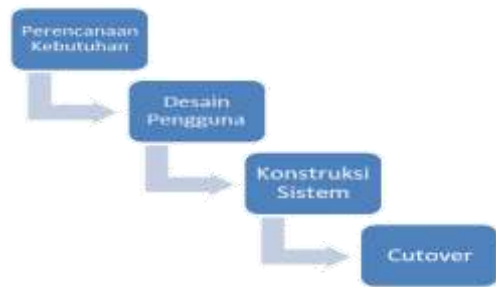 Perencanaan
Kebutuhan
Desain
Pengguna
Konstruksi
Sistem
Cutover